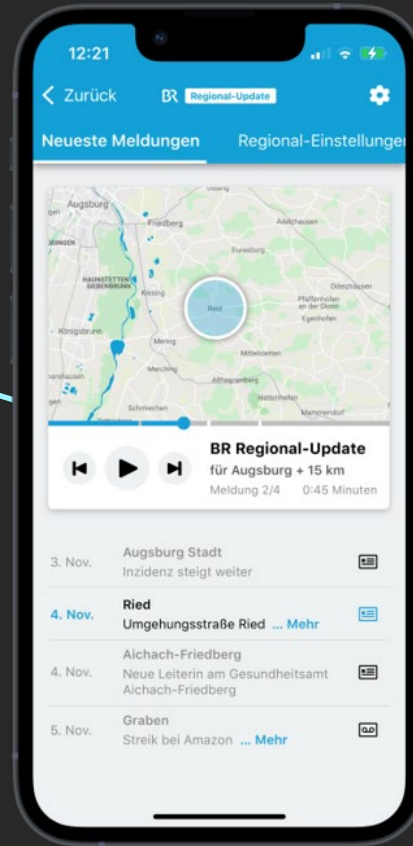 12:21
Zurück
BR Regional-Update
Neueste Meldungen
Regional-Einstellunge
Augsburg
Friedberg
Adelzhausen
Eurasburg
HAUNSTETTEN
SIEBENBRUNN
Kissing
Odelzhausen
Ried
Pfaffenhofen
an der Glonn
Königsbrunn
Egenhofen
Mering
Mittelstetten
Merching
Althegnenberg
Hattenhofen
Schmiechen
Mammendorf
BR Regional-Update
für Augsburg + 15 km
Meldung 2/4
0:45 Minuten
3. Nov.
Augsburg Stadt
Inzidenz steigt weiter
4. Nov.
Ried
Umgehungsstraße Ried ... Mehr
4. Nov.
Aichach-Friedberg
Neue Leiterin am Gesundheitsamt
Aichach-Friedberg
5. Nov.
Graben
Streik bei Amazon ... Mehr